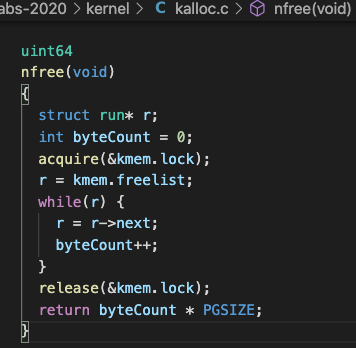 abs-2020 > kernel > C kalloc.c > nfree(void)
uint64
nfree(void)
{
  struct run* r;
  int byteCount = 0;
  acquire(&kmem.lock);
  r = kmem.freelist;
  while(r) {
    r = r->next;
    byteCount++;
  }
  release(&kmem.lock);
  return byteCount * PGSIZE;
}